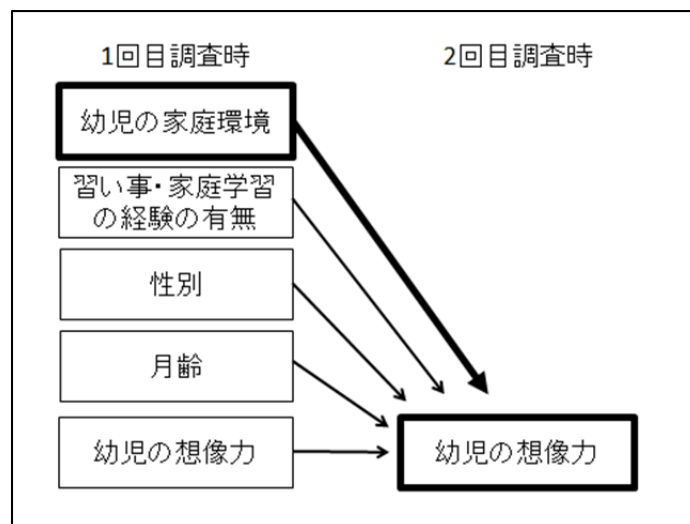 1回目調査時
2回目調査時
幼児の家庭環境
習い事・家庭学習
の経験の有無
性別
月齢
幼児の想像力
幼児の想像力